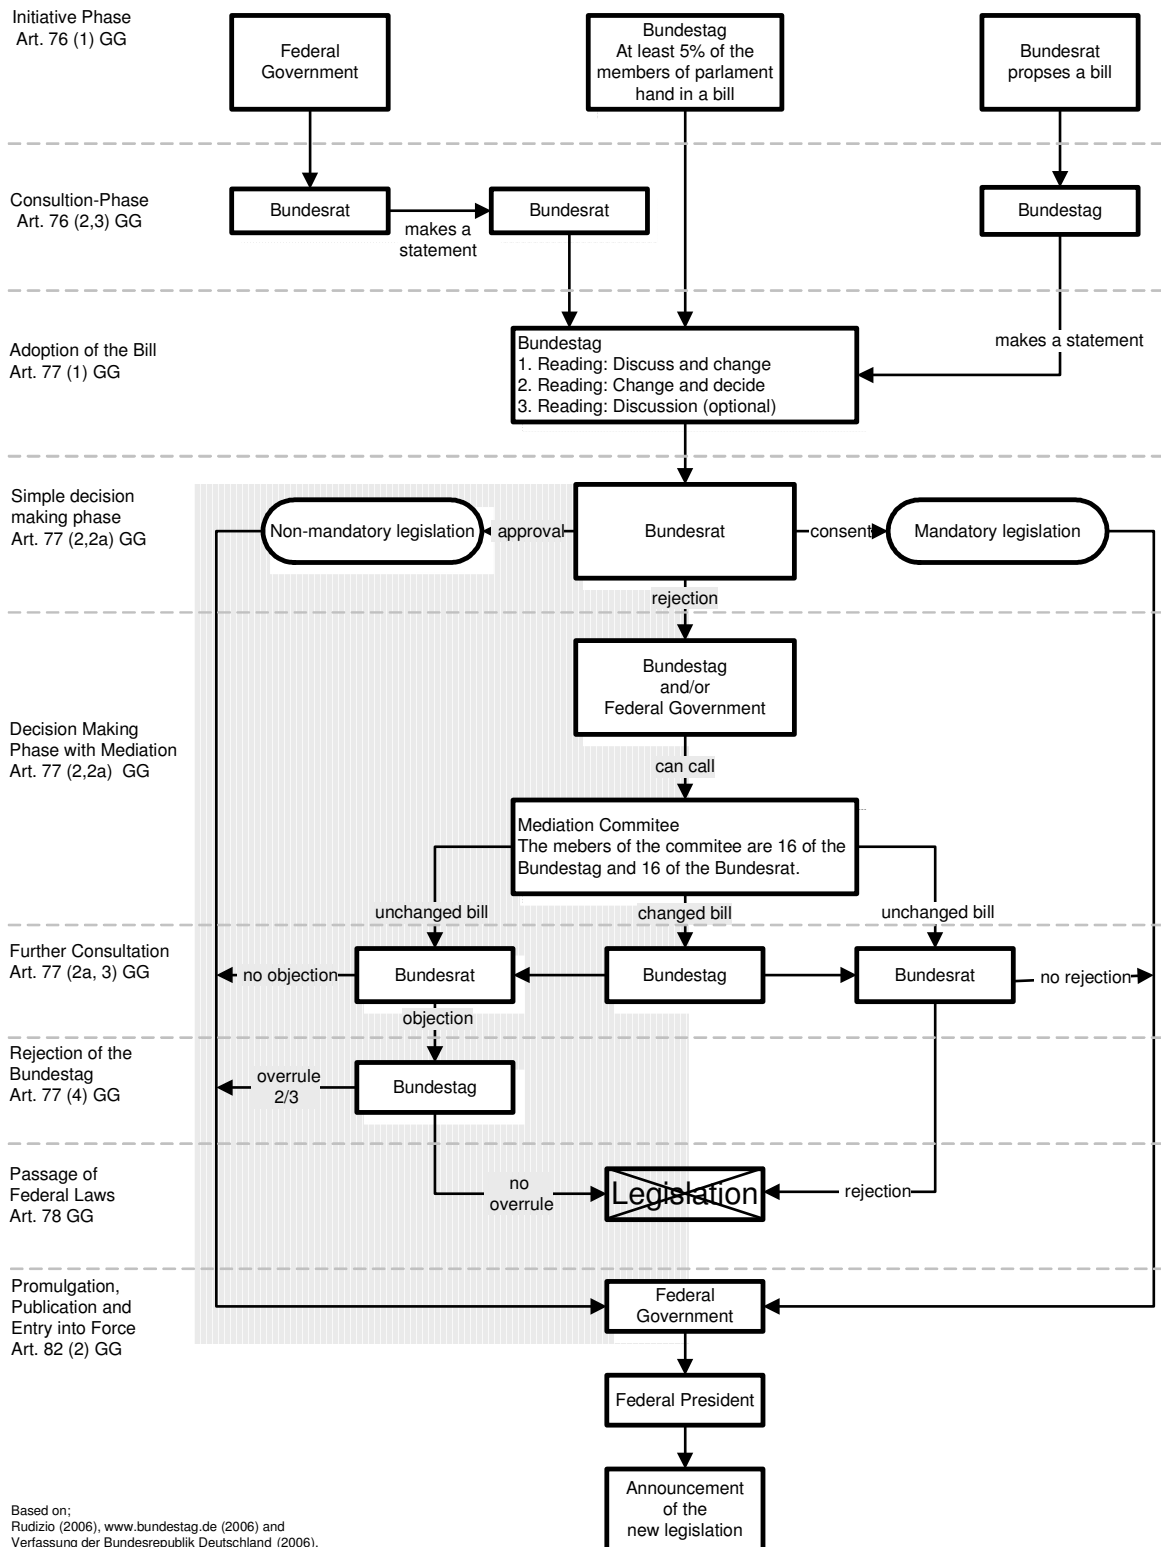 Initiative Phase
Art. 76 (1) GG
Federal
Government
Bundestag
At least 5% of the
members of parlament
hand in a bill
Bundesrat
propses a bill
Consultion-Phase
Art. 76 (2,3) GG
Bundesrat
makes a
statement
Bundesrat
Bundestag
makes a statement
Adoption of the Bill
Art. 77 (1) GG
Bundestag
1. Reading: Discuss and change
2. Reading: Change and decide
3. Reading: Discussion (optional)
Simple decision
making phase
Art. 77 (2,2a) GG
Non-mandatory legislation
approval
Bundesrat
consent
Mandatory legislation
rejection
Decision Making
Phase with Mediation
Art. 77 (2,2a) GG
Bundestag
and/or
Federal Government
can call
Mediation Commitee
The mebers of the commitee are 16 of the
Bundestag and 16 of the Bundesrat.
unchanged bill
changed bill
unchanged bill
Further Consultation
Art. 77 (2a, 3) GG
no objection
Bundesrat
Bundestag
Bundesrat
no rejection
objection
Rejection of the
Bundestag
Art. 77 (4) GG
overrule
2/3
Bundestag
Passage of
Federal Laws
Art. 78 GG
no
overrule
Legislation
rejection
Promulgation,
Publication and
Entry into Force
Art. 82 (2) GG
Federal
Government
Federal President
Announcement
of the
new legislation
Based on;
Rudizio (2006), www.bundestag.de (2006) and
Verfassung der Bundesrepublik Deutschland (2006).